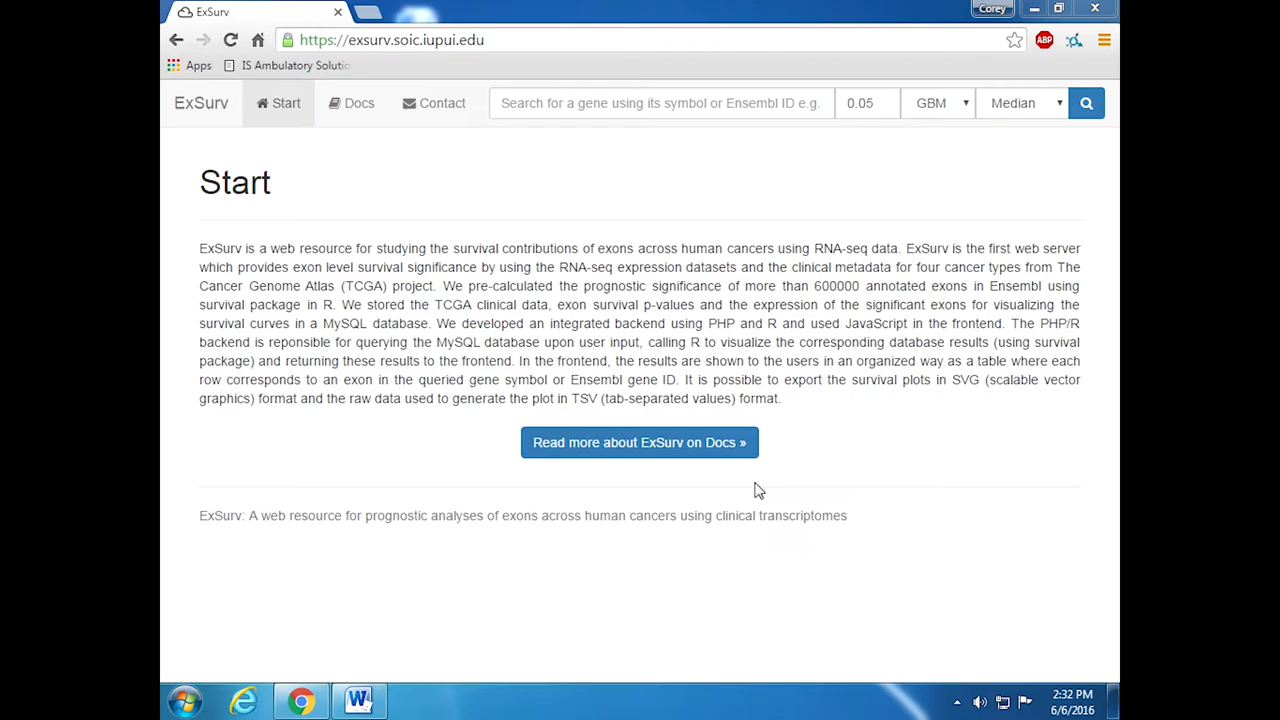 ExSurv
Corey
https://exsurv.soic.iupui.edu
ABP
Apps IS Ambulatory Solutio
ExSurv Start Docs Contact Search for a gene using its symbol or Ensembl ID e.g. 0.05 GBM Median
Start
ExSurv is a web resource for studying the survival contributions of exons across human cancers using RNA-seq data. ExSurv is the first web server
which provides exon level survival significance by using the RNA-seq expression datasets and the clinical metadata for four cancer types from The
Cancer Genome Atlas (TCGA) project. We pre-calculated the prognostic significance of more than 600000 annotated exons in Ensembl using
survival package in R. We stored the TCGA clinical data, exon survival p-values and the expression of the significant exons for visualizing the
survival curves in a MySQL database. We developed an integrated backend using PHP and R and used JavaScript in the frontend. The PHP/R
backend is reponsible for querying the MySQL database upon user input, calling R to visualize the corresponding database results (using survival
package) and returning these results to the frontend. In the frontend, the results are shown to the users in an organized way as a table where each
row corresponds to an exon in the queried gene symbol or Ensembl gene ID. It is possible to export the survival plots in SVG (scalable vector
graphics) format and the raw data used to generate the plot in TSV (tab-separated values) format.
Read more about ExSurv on Docs »
ExSurv: A web resource for prognostic analyses of exons across human cancers using clinical transcriptomes
2:32 PM
6/6/2016